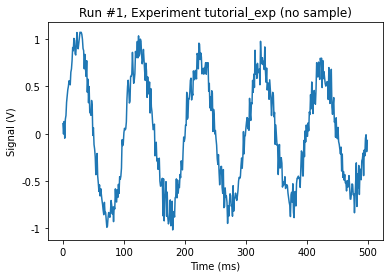 Run #1, Experiment tutorial_exp (no sample)
Signal (V)
1
0.5
0
-0.5
-1
0 100 200 300 400 500
Time (ms)